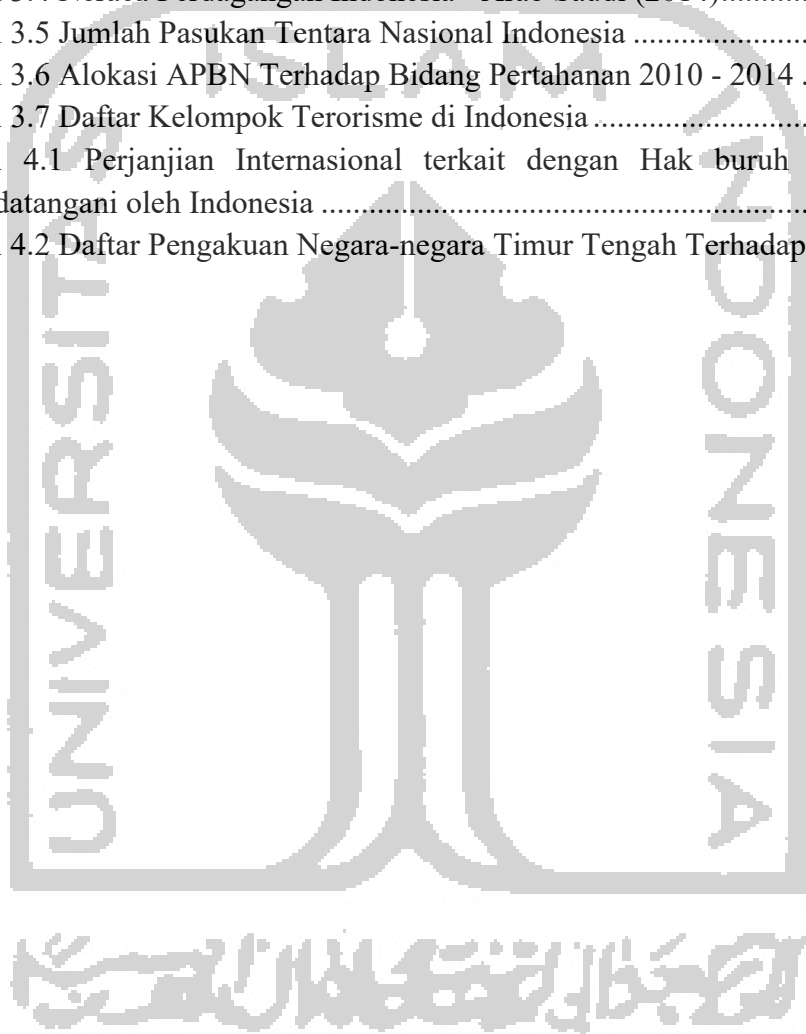 3.5 Jumlah Pasukan Tentara Nasional Indonesia ......................
3.6 Alokasi APBN Terhadap Bidang Pertahanan 2010 - 2014 .
3.7 Daftar Kelompok Terorisme di Indonesia ...........................
4.1 Perjanjian Internasional terkait dengan Hak buruh
datangani oleh Indonesia ..............................................................
4.2 Daftar Pengakuan Negara-negara Timur Tengah Terhadap
ISLAM
UNIVERSITAS
INDONESIA